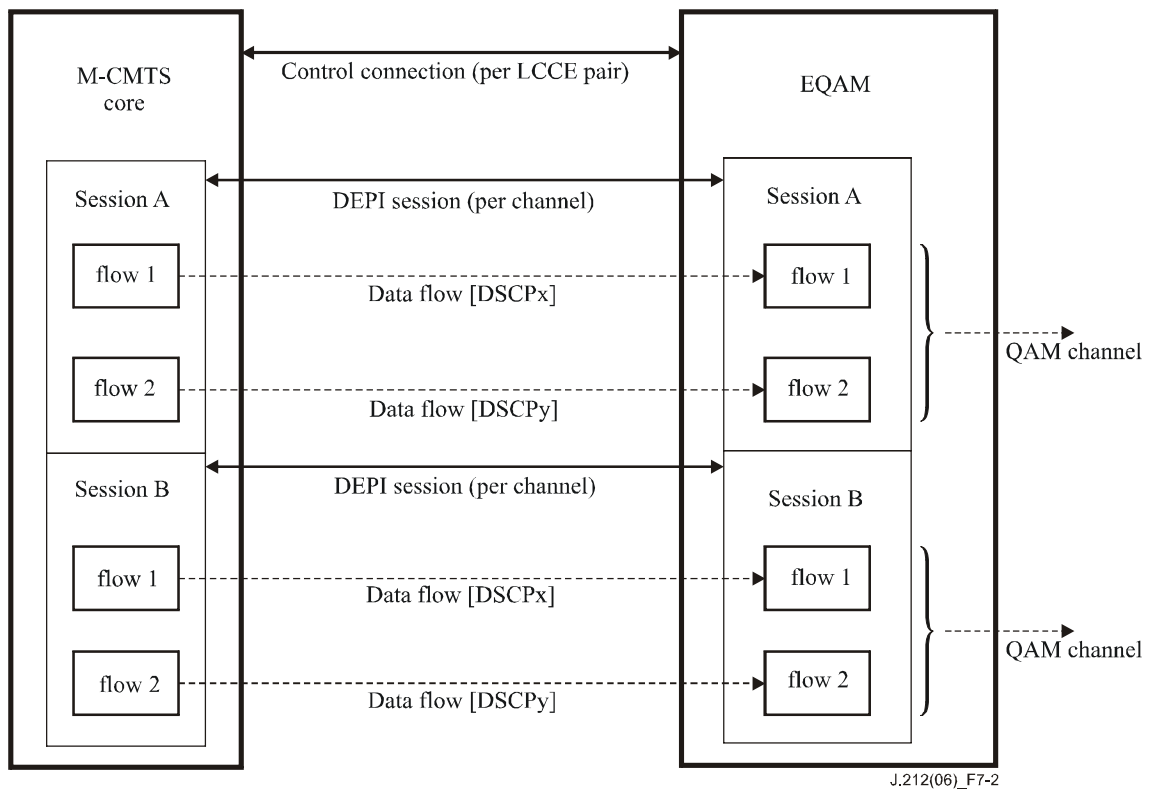 M-CMTS
core
Control connection (per LCCE pair)
EQAM
Session A
DEPI session (per channel)
Session A
flow 1
Data flow [DSCPx]
flow 1
QAM channel
flow 2
Data flow [DSCPy]
flow 2
Session B
DEPI session (per channel)
Session B
flow 1
Data flow [DSCPx]
flow 1
QAM channel
flow 2
Data flow [DSCPy]
flow 2
J.212(06)_F7-2